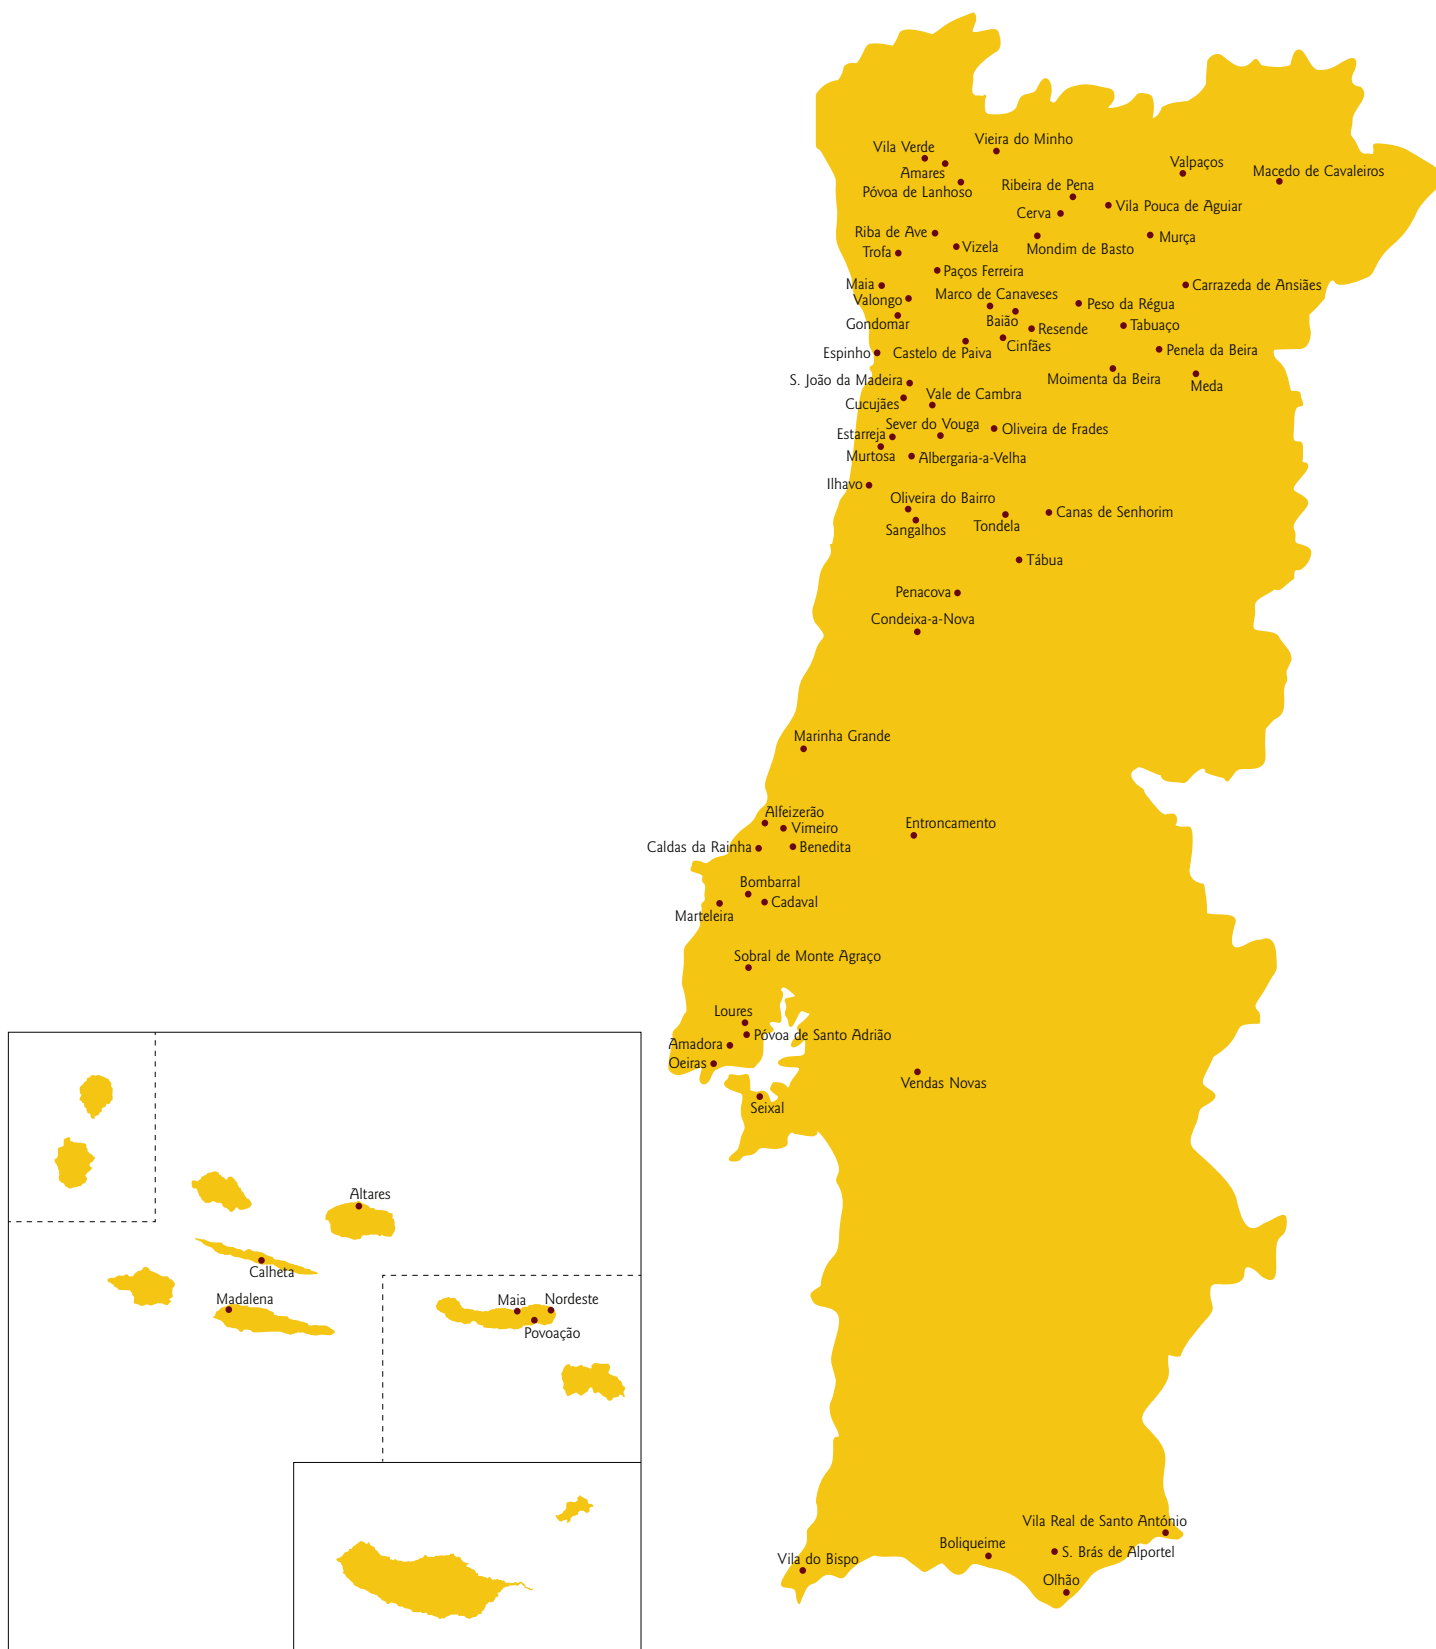 Vieira do Minho
Vila Verde
Amares
Valpaços
Macedo de Cavaleiros
Póvoa de Lanhoso
Ribeira de Pena
Vila Pouca de Aguiar
Cerva
Riba de Ave
Murça
Vizela
Mondim de Basto
Trofa
Paços Ferreira
Maia
Carrazeda de Ansiães
Marco de Canaveses
Valongo
Peso da Régua
Baião
Gondomar
Tabuaço
Resende
Cinfães
Penela da Beira
Espinho
Castelo de Paiva
S. João da Madeira
Moimenta da Beira
Meda
Vale de Cambra
Cucujães
Sever do Vouga
Oliveira de Frades
Estarreja
Murtosa
Albergaria-a-Velha
Ilhavo
Oliveira do Bairro
Canas de Senhorim
Tondela
Sangalhos
Tábua
Penacova
Condeixa-a-Nova
Marinha Grande
Alfeizerão
Entroncamento
Vimeiro
Caldas da Rainha
Benedita
Bombarral
Cadaval
Marteleira
Sobral de Monte Agraço
Loures
Póvoa de Santo Adrião
Amadora
Oeiras
Vendas Novas
Seixal
Altares
Calheta
Madalena
Maia
Nordeste
Povoação
Vila Real de Santo António
Boliqueime
S. Brás de Alportel
Vila do Bispo
Olhão